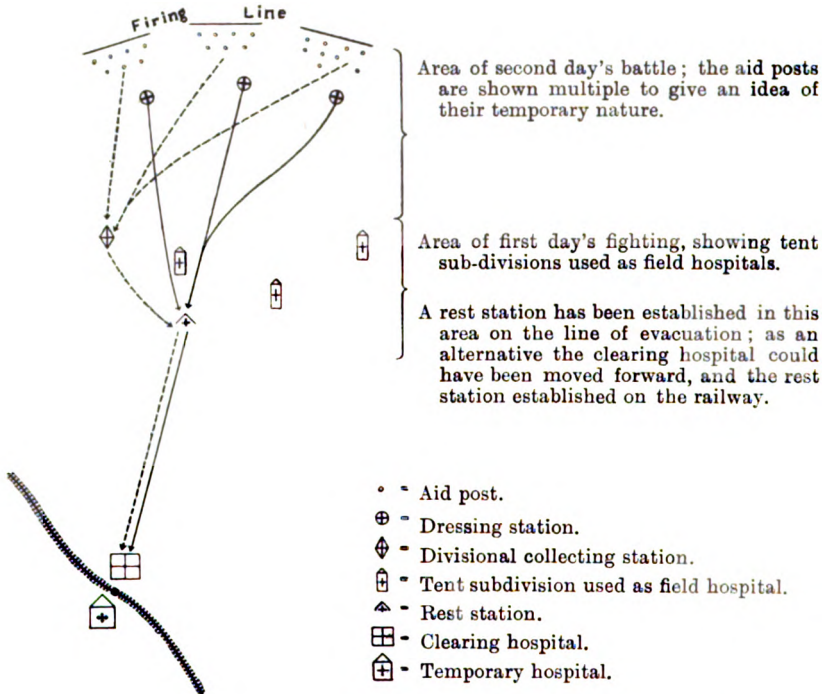 Firing Line
Area of second day's battle; the aid posts
are shown multiple to give an idea of
their temporary nature.
Area of first day's fighting, showing tent
sub-divisions used as field hospitals.
A rest station has been established in this
area on the line of evacuation; as an
alternative the clearing hospital could
have been moved forward, and the rest
station established on the railway.
- Aid post.
- Dressing station.
- Divisional collecting station.
- Tent subdivision used as field hospital.
- Rest station.
- Clearing hospital.
- Temporary hospital.